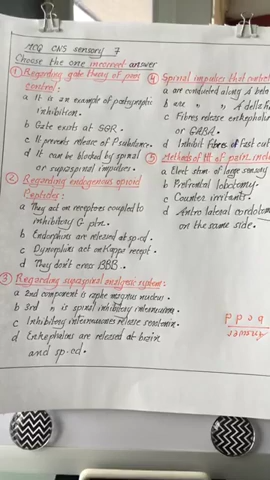 MCQ CNS sensory 7
Choose the one incorrect answer
① Regarding gate theory of pain control:
a It is an example of postsynaptic inhibition.
b Gate exists at SGR.
c It prevents release of P substance.
d It can be blocked by spinal or supraspinal impulses.
② Regarding endogenous opioid Peptides:
a They act on receptors coupled to inhibitory G ptn.
b Endorphins are released at sp.cd.
c Dynorphins act on Kappa recept.
d They don't cross BBB.
③ Regarding supraspinal analgesic system:
a 2nd component is raphe magnus nucleus.
b 3rd " is spinal inhibitory interneuron.
c Inhibitory interneurones release serotonin.
d Enkephalins are released at brain and sp.cd.
④ Spinal impulses that
a are conducted along A beta
b are " " A delta
c Fibres release enkephalin or GABA.
d Inhibit Fibres of Fast
⑤ Methods of ttt of pain
a Elect stim of large sensory
b Prefrontal lobotomy.
c Counter irritants.
d Antro lateral
on the same side.